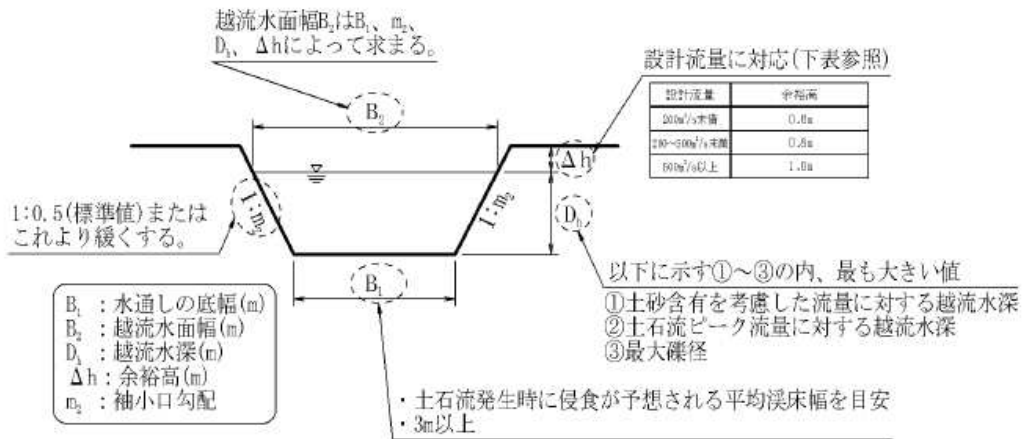 越流水面幅B₂はB₁、m₂、
D_h、Δhによって求まる。
設計流量に対応(下表参照)
設計流量 余裕高
200m³/s未満 0.6m
200～500m³/s未満 0.8m
500m³/s以上 1.0m
B₂
Δh
1:m₂
1:m₂
D_h
1:0.5(標準値)または
これより緩くする。
B₁
以下に示す①～③の内、最も大きい値
①土砂含有を考慮した流量に対する越流水深
②土石流ピーク流量に対する越流水深
③最大礫径
B₁：水通しの底幅(m)
B₂：越流水面幅(m)
D_h：越流水深(m)
Δh：余裕高(m)
m₂：袖小口勾配
・土石流発生時に侵食が予想される平均渓床幅を目安
・3m以上